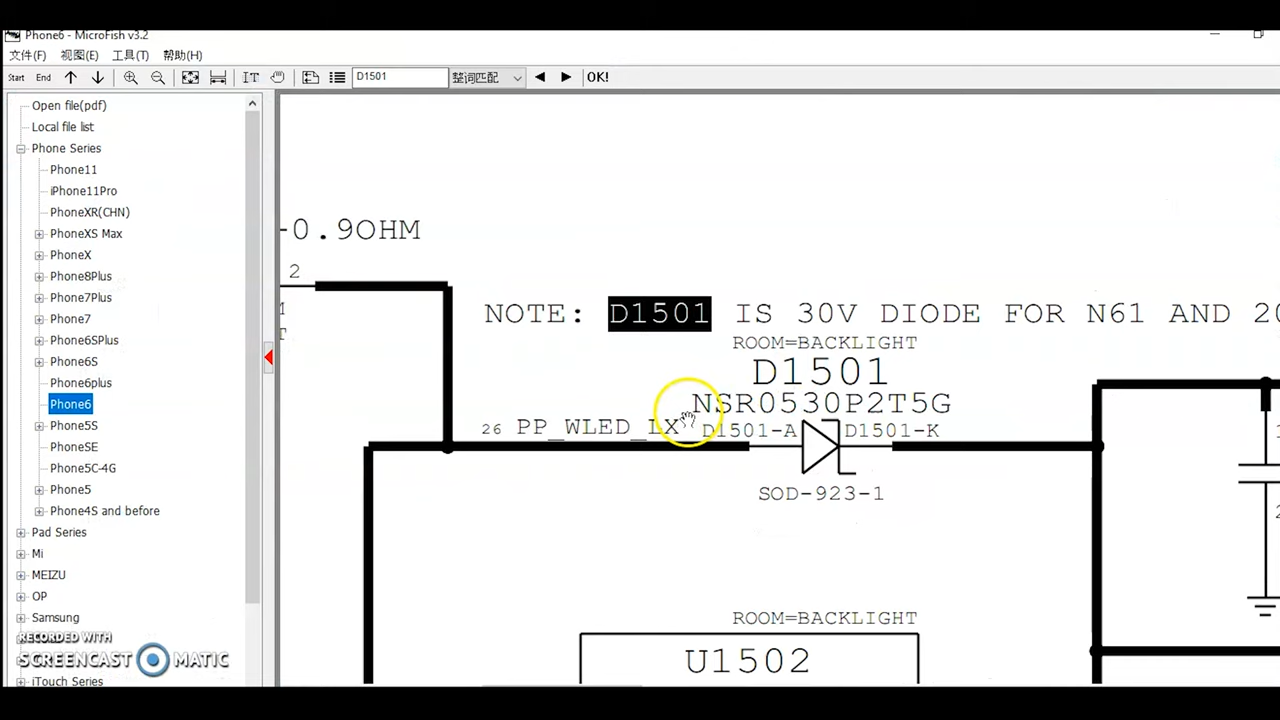 Phone6 - MicroFish v3.2
文件(F) 视图(E) 工具(T) 帮助(H)
Start End IT D1501 整词匹配 OK!
Open file(pdf)
Local file list
Phone Series
Phone11
iPhone11Pro
PhoneXR(CHN)
PhoneXS Max
PhoneX
Phone8Plus
Phone7Plus
Phone7
Phone6SPlus
Phone6S
Phone6plus
Phone6
Phone5S
PhoneSE
Phone5C-4G
Phone5
Phone4S and before
Pad Series
Mi
MEIZU
OP
Samsung
iTouch Series
RECORDED WITH
SCREENCAST MATIC
-0.9OHM
2
NOTE: D1501 IS 30V DIODE FOR N61 AND
ROOM=BACKLIGHT
D1501
NSR0530P2T5G
26 PP_WLED_LX D1501-A D1501-K
SOD-923-1
ROOM=BACKLIGHT
U1502